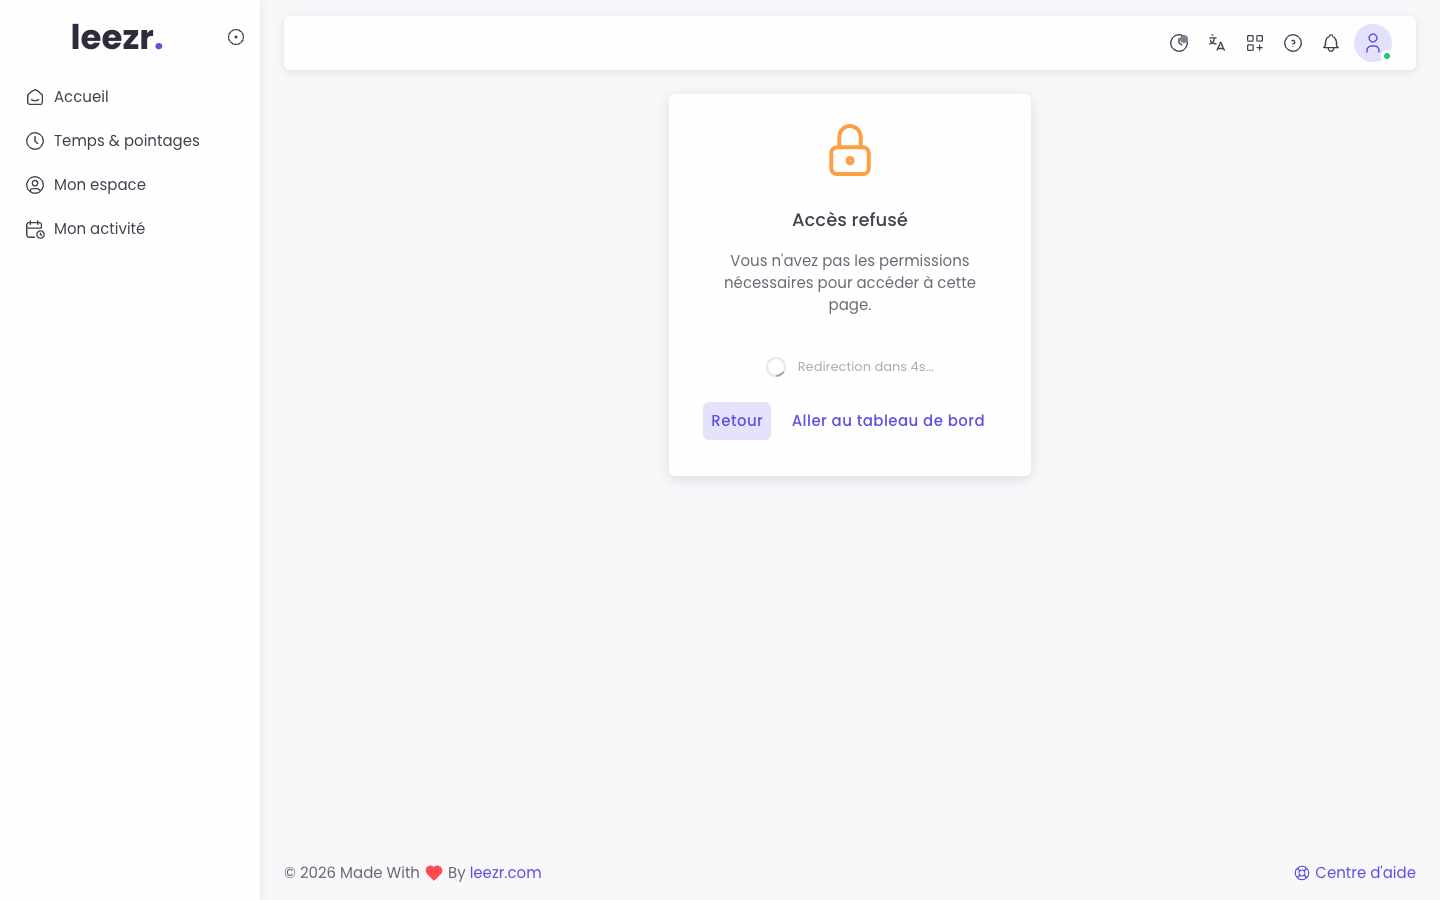 leezr.
Accueil
Temps & pointages
Mon espace
Mon activité
Accès refusé
Vous n'avez pas les permissions
nécessaires pour accéder à cette
page.
Redirection dans 4s...
Retour
Aller au tableau de bord
© 2026 Made With ❤ By leezr.com
Centre d'aide